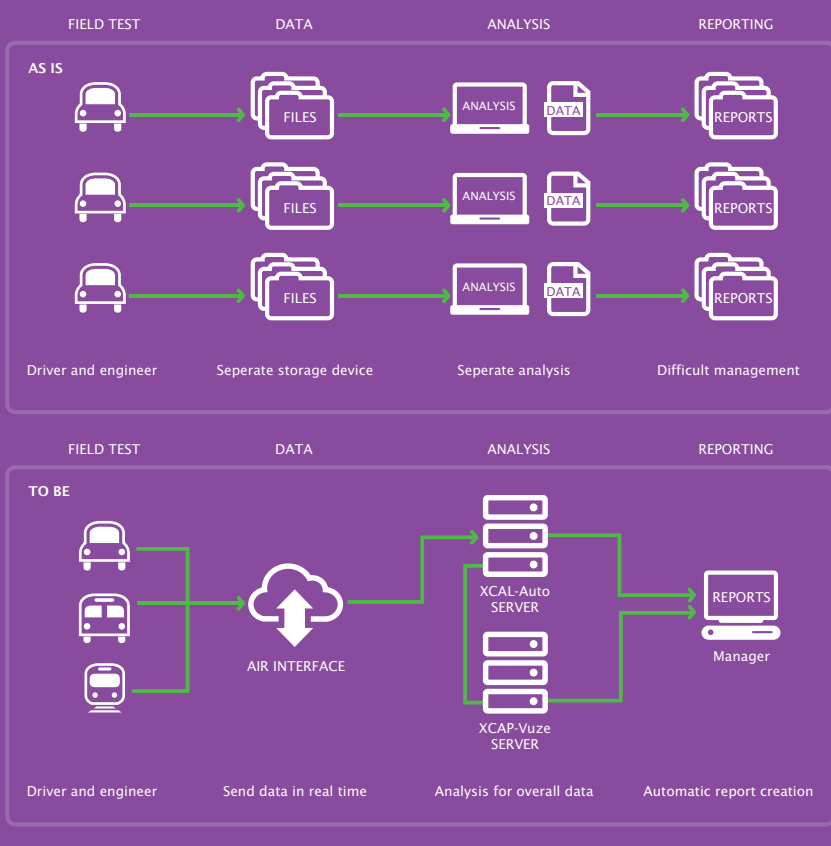 FIELD TEST DATA ANALYSIS REPORTING
AS IS
FILES ANALYSIS DATA REPORTS
FILES ANALYSIS DATA REPORTS
FILES ANALYSIS DATA REPORTS
Driver and engineer Seperate storage device Seperate analysis Difficult management
FIELD TEST DATA ANALYSIS REPORTING
TO BE
XCAL-Auto
SERVER
REPORTS
AIR INTERFACE
Manager
XCAP-Vuze
SERVER
Driver and engineer Send data in real time Analysis for overall data Automatic report creation